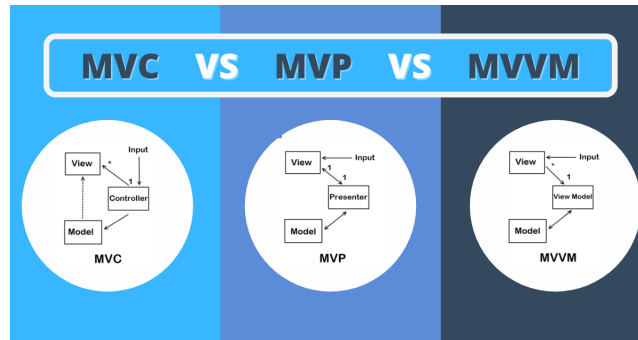 MVC VS MVP VS MVVM
Input
View
*
1
Controller
Model
MVC
View
Input
1
1
Presenter
Model
MVP
View
Input
*
1
View Model
Model
MVVM